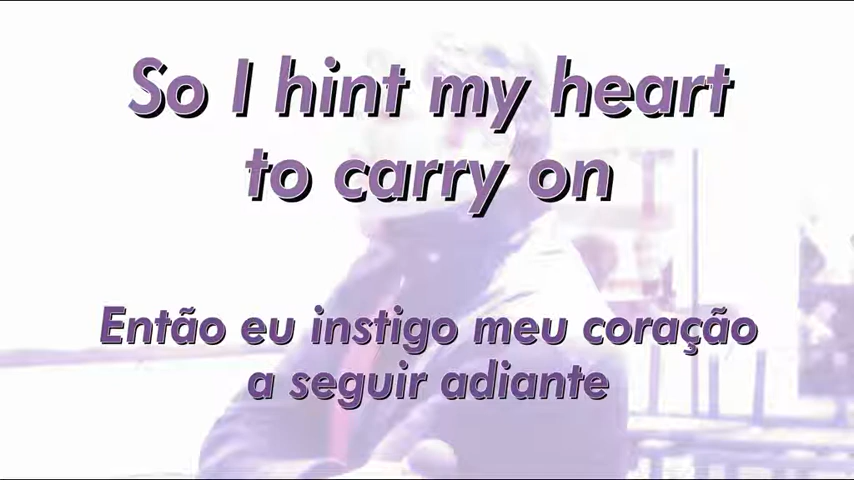 So I hint my heart
to carry on
Então eu instigo meu coração
a seguir adiante